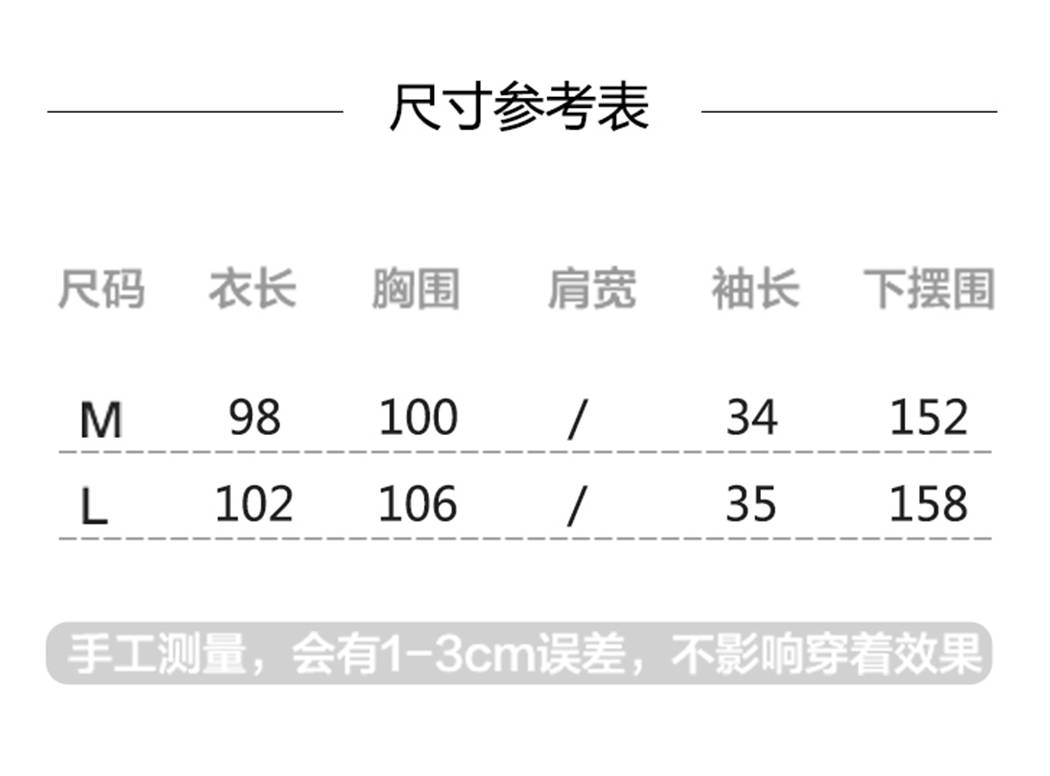 尺寸参考表
尺码 衣长 胸围 肩宽 袖长 下摆围
M 98 100 / 34 152
L 102 106 / 35 158
手工测量，会有1-3cm误差，不影响穿着效果